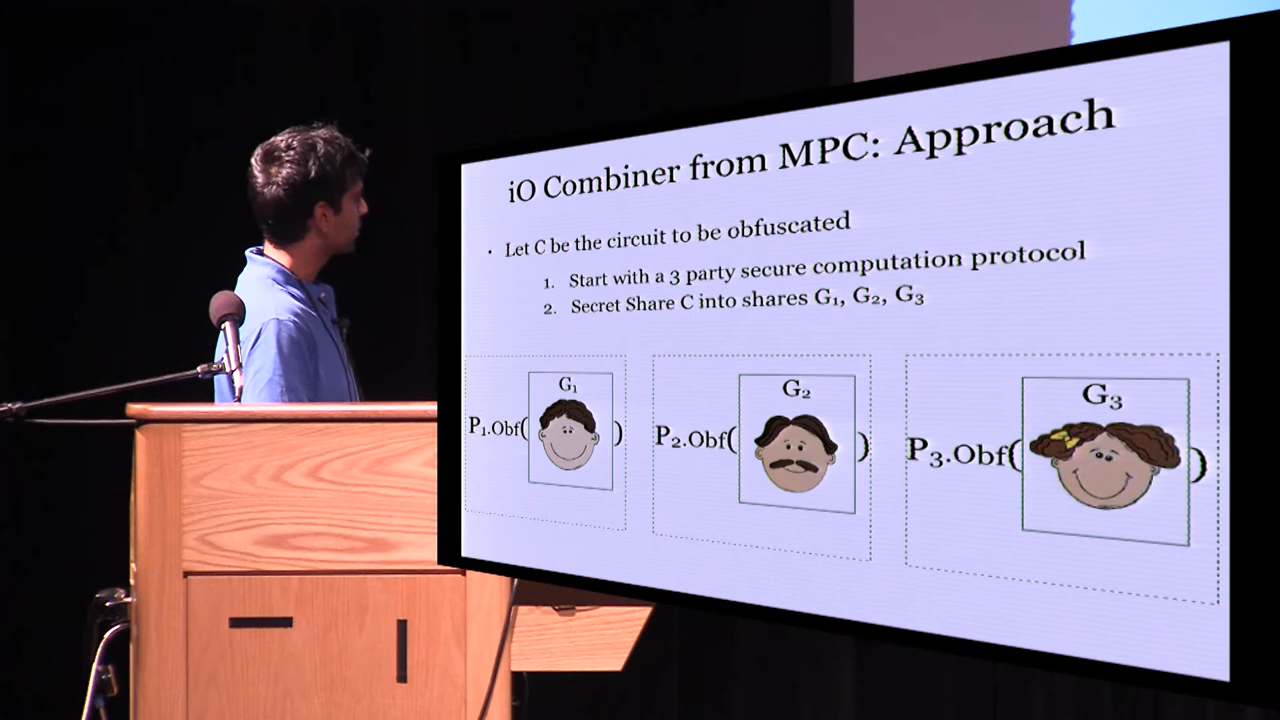 iO Combiner from MPC: Approach
· Let C be the circuit to be obfuscated
1. Start with a 3 party secure computation protocol
2. Secret Share C into shares G₁, G₂, G₃
G₁
P₁.Obf( )
G₂
P₂.Obf( )
G₃
P₃.Obf( )